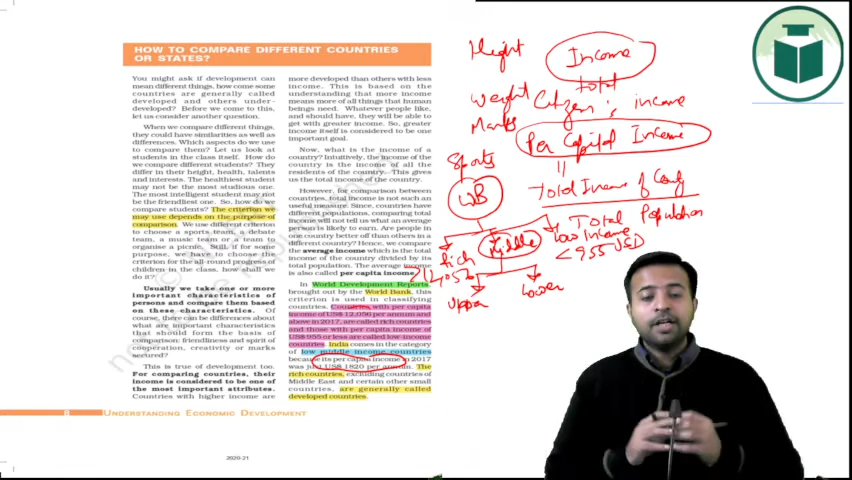 HOW TO COMPARE DIFFERENT COUNTRIES
OR STATES?
You might ask if development can
mean different things, how come some
countries are generally called
developed and others under-
developed? Before we come to this, let
us consider another question.
When we compare different things,
they could have similarities as well as
differences. Which aspects do we use
to compare them? Let us look at
students in the class itself. How do
we compare different students? They
differ in their height, health, talents
and interests. The healthiest student
may not be the most studious one.
The most intelligent student may not
be the friendliest one. So, how do we
compare students? The criterion we
may use depends on the purpose of
comparison. We use different criterion
to choose a sports team, a debate
team, a music team or a team to
organise a picnic. Still, if for some
purpose, we have to choose the
criterion for the all-round progress of
children in the class, how shall we
do it?
Usually we take one or more
important characteristics of
persons and compare them based
on these characteristics. Of
course, there can be differences about
what are important characteristics
that should form the basis of
comparison: friendliness and spirit of
cooperation, creativity or marks
secured?
This is true of development too.
For comparing countries, their
income is considered to be one of
the most important attributes.
Countries with higher income are
more developed than others with less
income. This is based on the
understanding that more income
means more of all things that human
beings need. Whatever people like,
and should have, they will be able to
get with greater income. So, greater
income itself is considered to be one
important goal.
Now, what is the income of a
country? Intuitively, the income of the
country is the income of all the
residents of the country. This gives
us the total income of the country.
However, for comparison between
countries, total income is not such an
useful measure. Since, countries have
different populations, comparing total
income will not tell us what an average
person is likely to earn. Are people in
one country better off than others in a
different country? Hence, we compare
the average income which is the total
income of the country divided by its
total population. The average income
is also called per capita income.
In World Development Reports,
brought out by the World Bank, this
criterion is used in classifying
countries. Countries with per capita
income of US$ 12,056 per annum and
above in 2017, are called rich countries
and those with per capita income of
US$ 955 or less are called low-income
countries. India comes in the category
of low middle income countries
because its per capita income in 2017
was just US$ 1820 per annum. The
rich countries, excluding countries of
Middle East and certain other small
countries, are generally called
developed countries.
8 UNDERSTANDING ECONOMIC DEVELOPMENT
2020-21
Height
Income
total
Weight
Citizen's income
Marks
Per Capital Income
Sports
Total Income of
Total Population
WB
Rich
Middle
Low income
< 955 USD
12,056
Upper
Lower